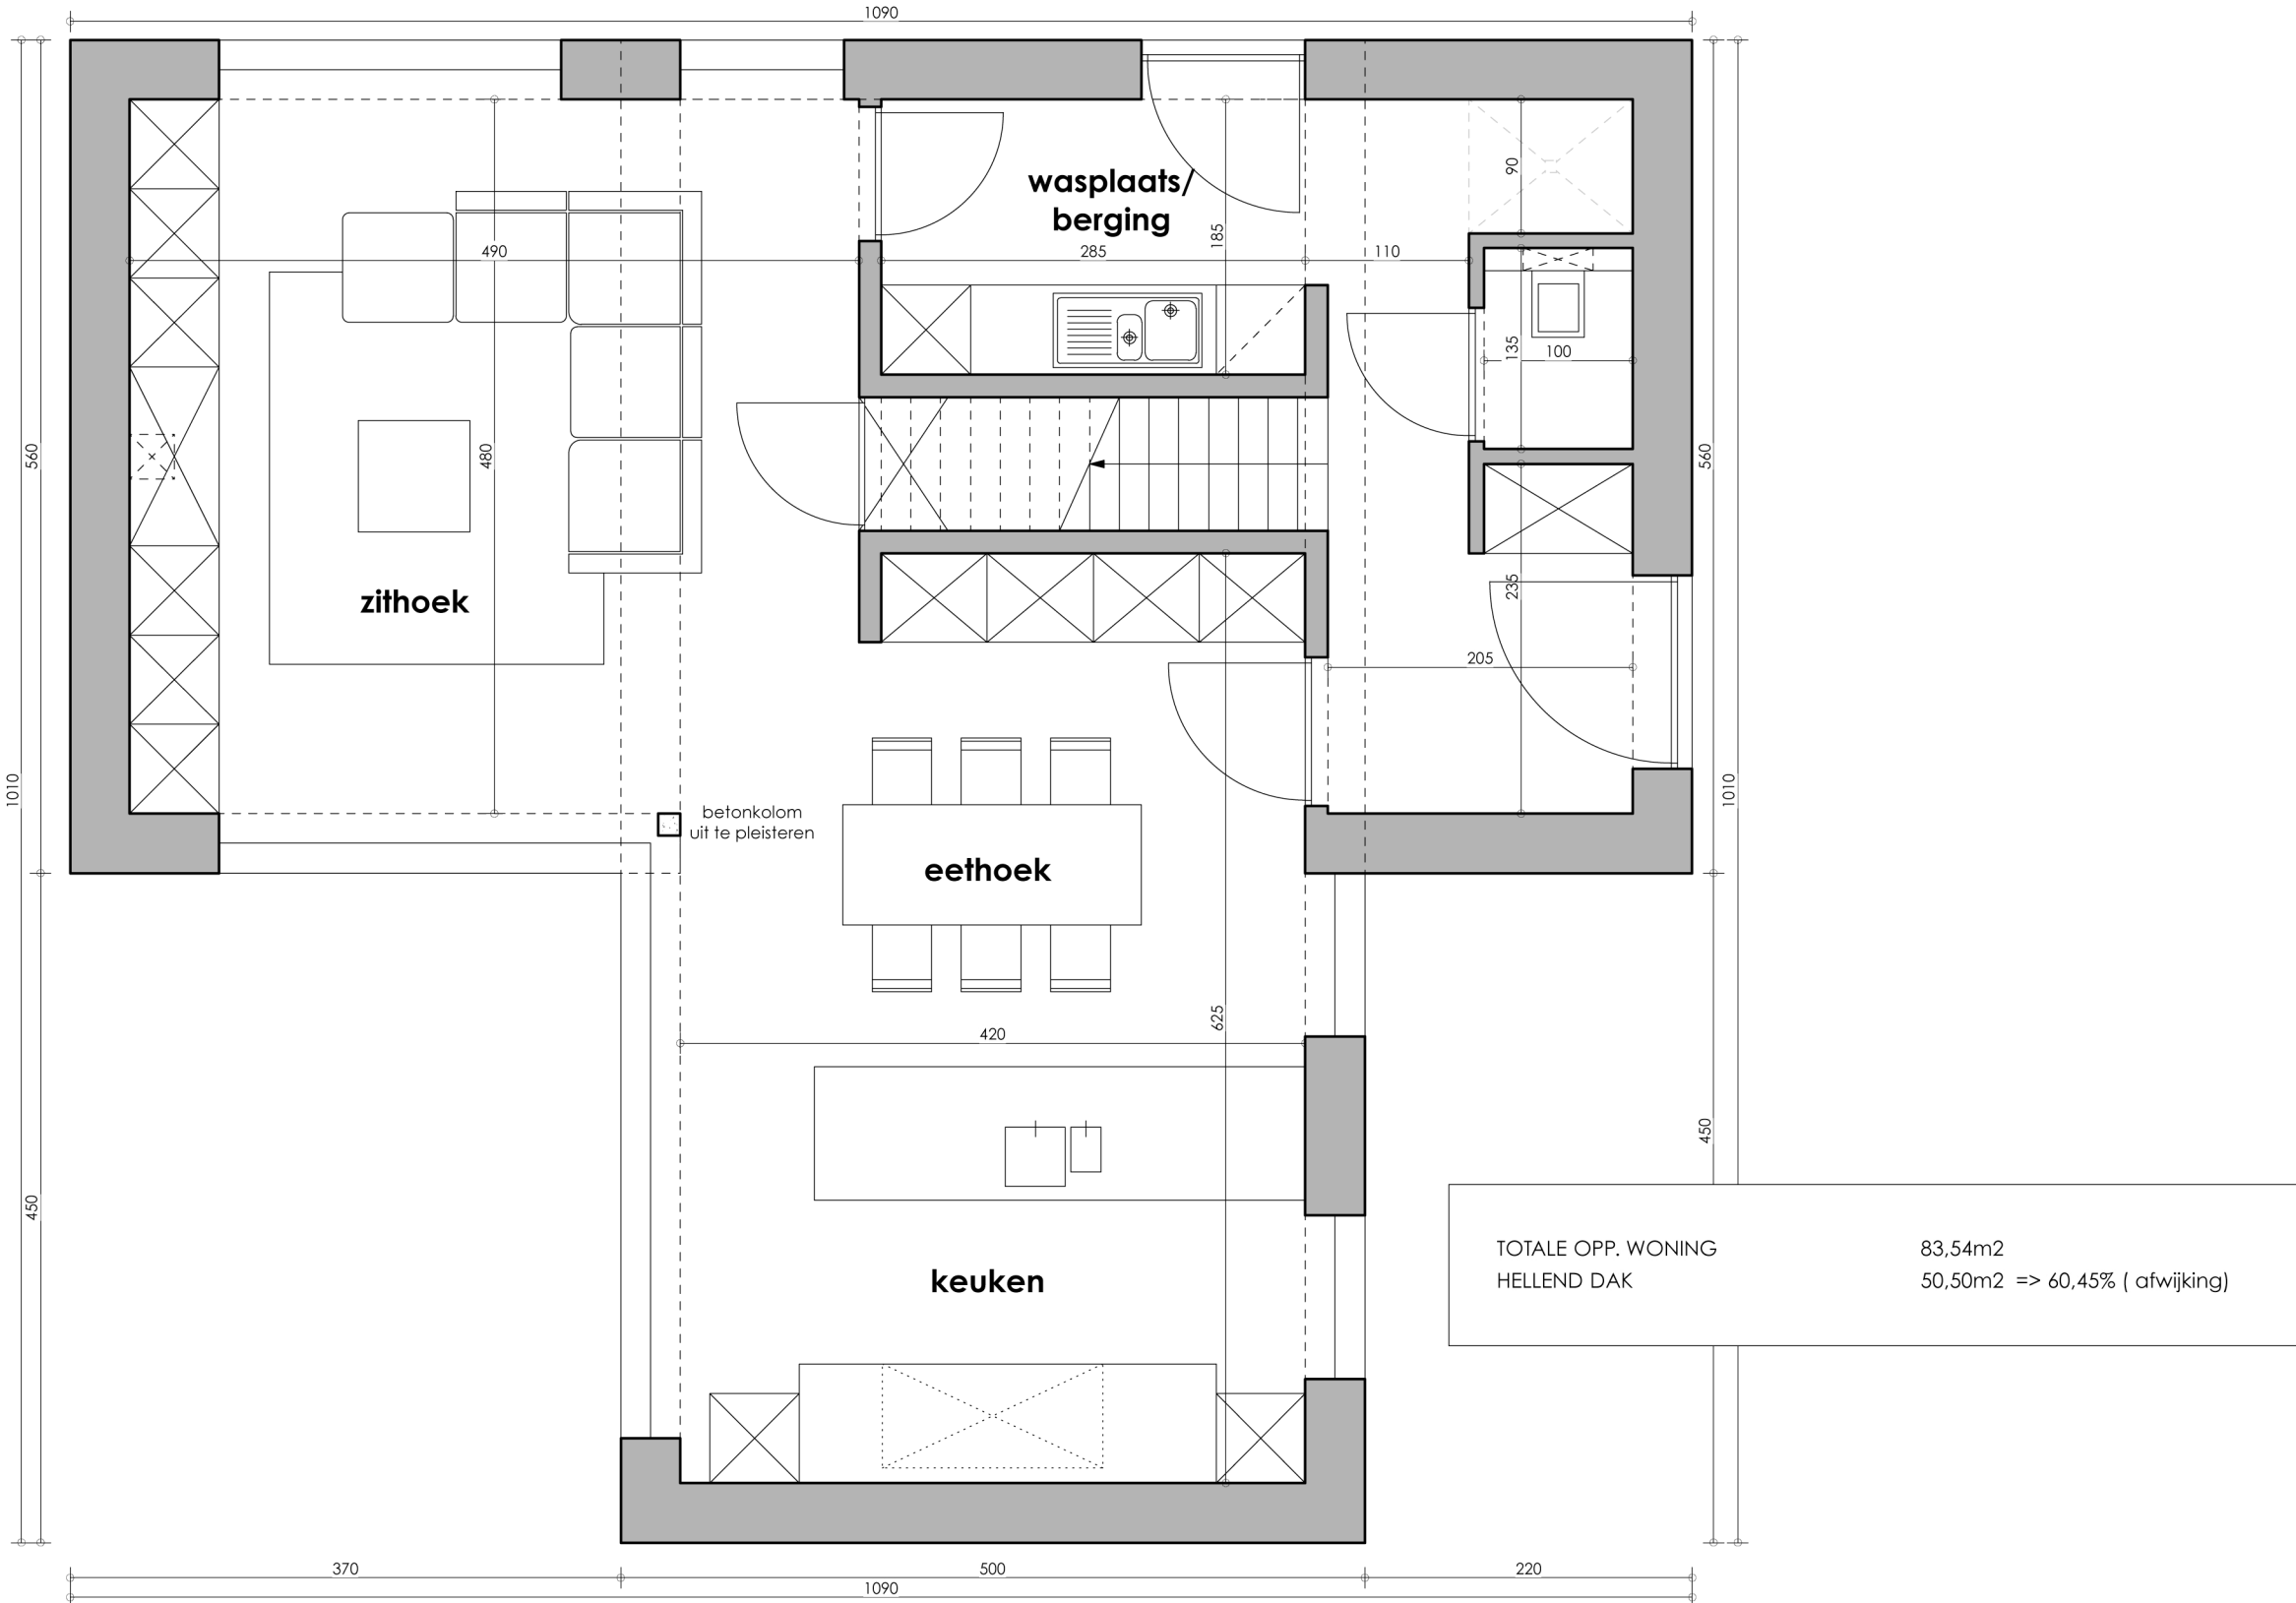 1090
wasplaats/
berging
90
185
490
285
110
135
100
560
480
560
zithoek
235
205
1010
betonkolom
uit te pleisteren
1010
eethoek
625
420
450
450
TOTALE OPP. WONING 83,54m2
HELLEND DAK 50,50m2 => 60,45% ( afwijking)
keuken
370
500
220
1090